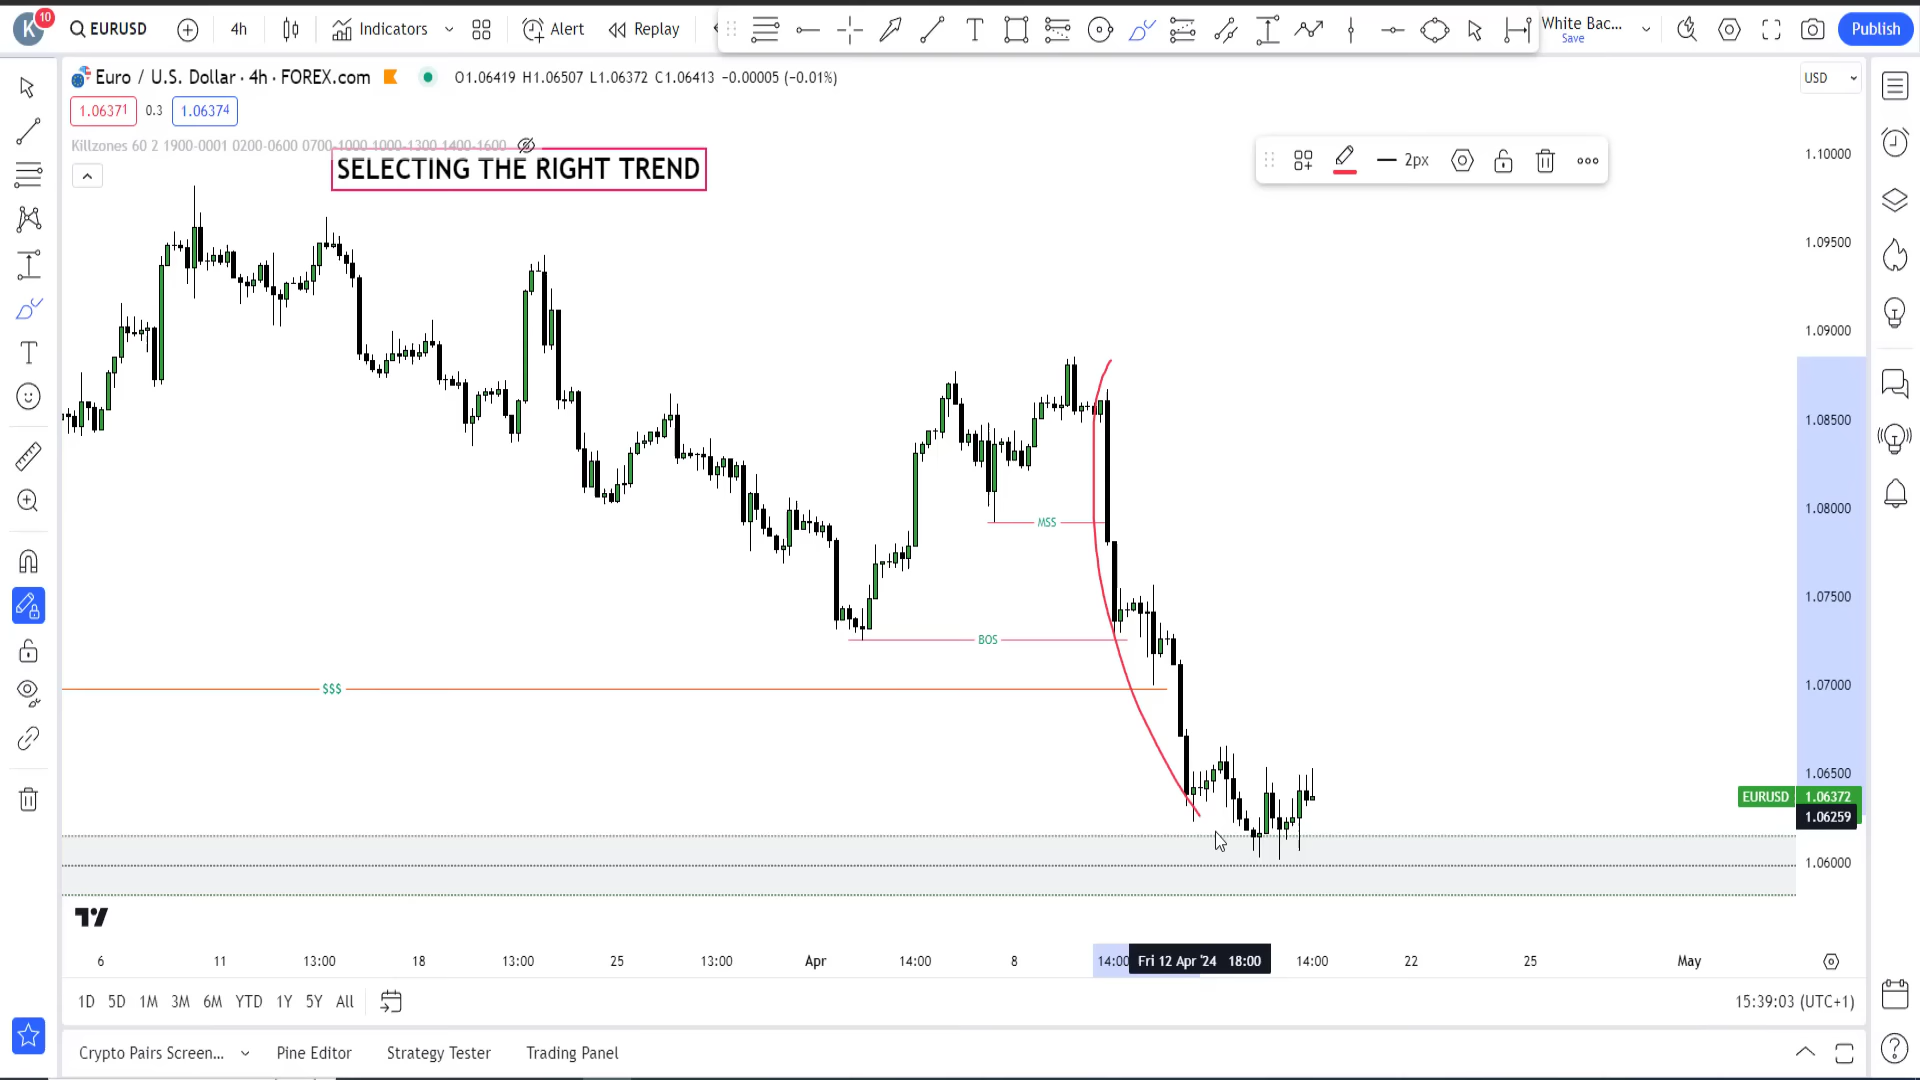 K 10 EURUSD 4h Indicators Alert Replay White Bac... Save Publish
Euro / U.S. Dollar · 4h · FOREX.com O1.06419 H1.06507 L1.06372 C1.06413 −0.00005 (−0.01%) USD
1.06371 0.3 1.06374
Killzones 60 2 1900-0001 0200-0600 0700-1000 1000-1300 1400-1600
SELECTING THE RIGHT TREND
2px
1.10000
1.09500
1.09000
1.08500
1.08000
MSS
1.07500
BOS
1.07000
$$$
1.06500
EURUSD 1.06372
1.06259
1.06000
6 11 13:00 18 13:00 25 13:00 Apr 14:00 8 14:00 Fri 12 Apr '24 18:00 14:00 22 25 May
1D 5D 1M 3M 6M YTD 1Y 5Y All 15:39:03 (UTC+1)
Crypto Pairs Screen... Pine Editor Strategy Tester Trading Panel